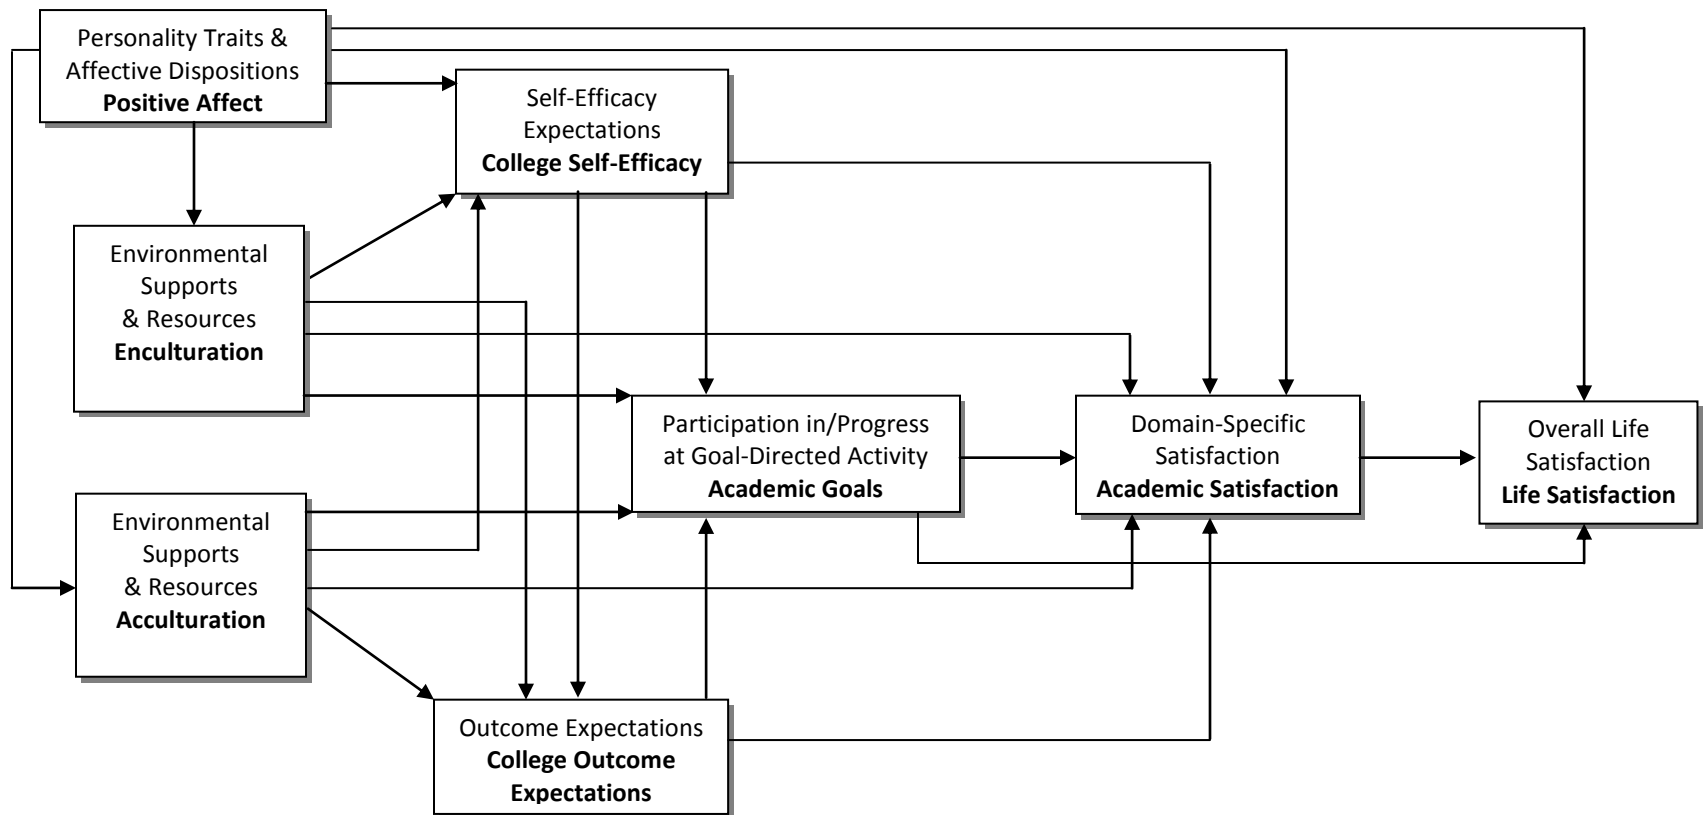 Personality Traits &
Affective Dispositions
Positive Affect
Self-Efficacy
Expectations
College Self-Efficacy
Environmental
Supports
& Resources
Enculturation
Participation in/Progress
at Goal-Directed Activity
Academic Goals
Domain-Specific
Satisfaction
Academic Satisfaction
Overall Life
Satisfaction
Life Satisfaction
Environmental
Supports
& Resources
Acculturation
Outcome Expectations
College Outcome
Expectations